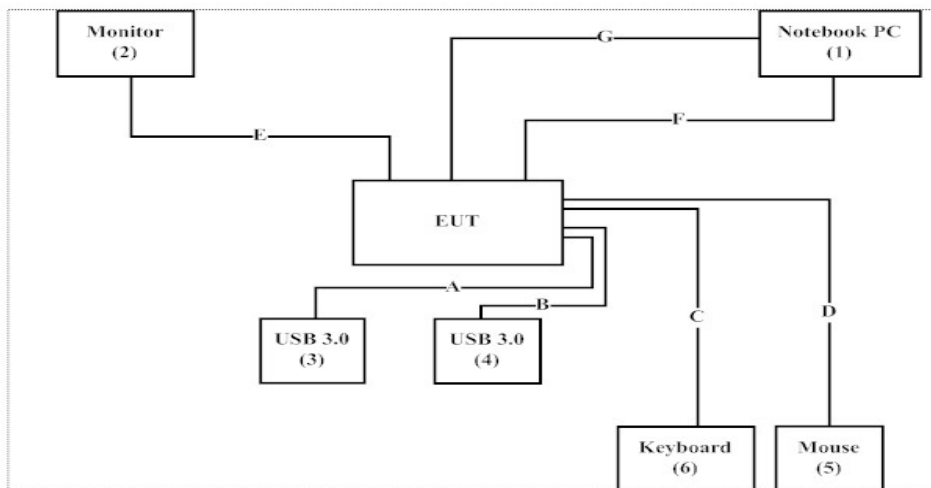 Monitor
(2)
G
Notebook PC
(1)
E
F
EUT
A
B
C
D
USB 3.0
(3)
USB 3.0
(4)
Keyboard
(6)
Mouse
(5)